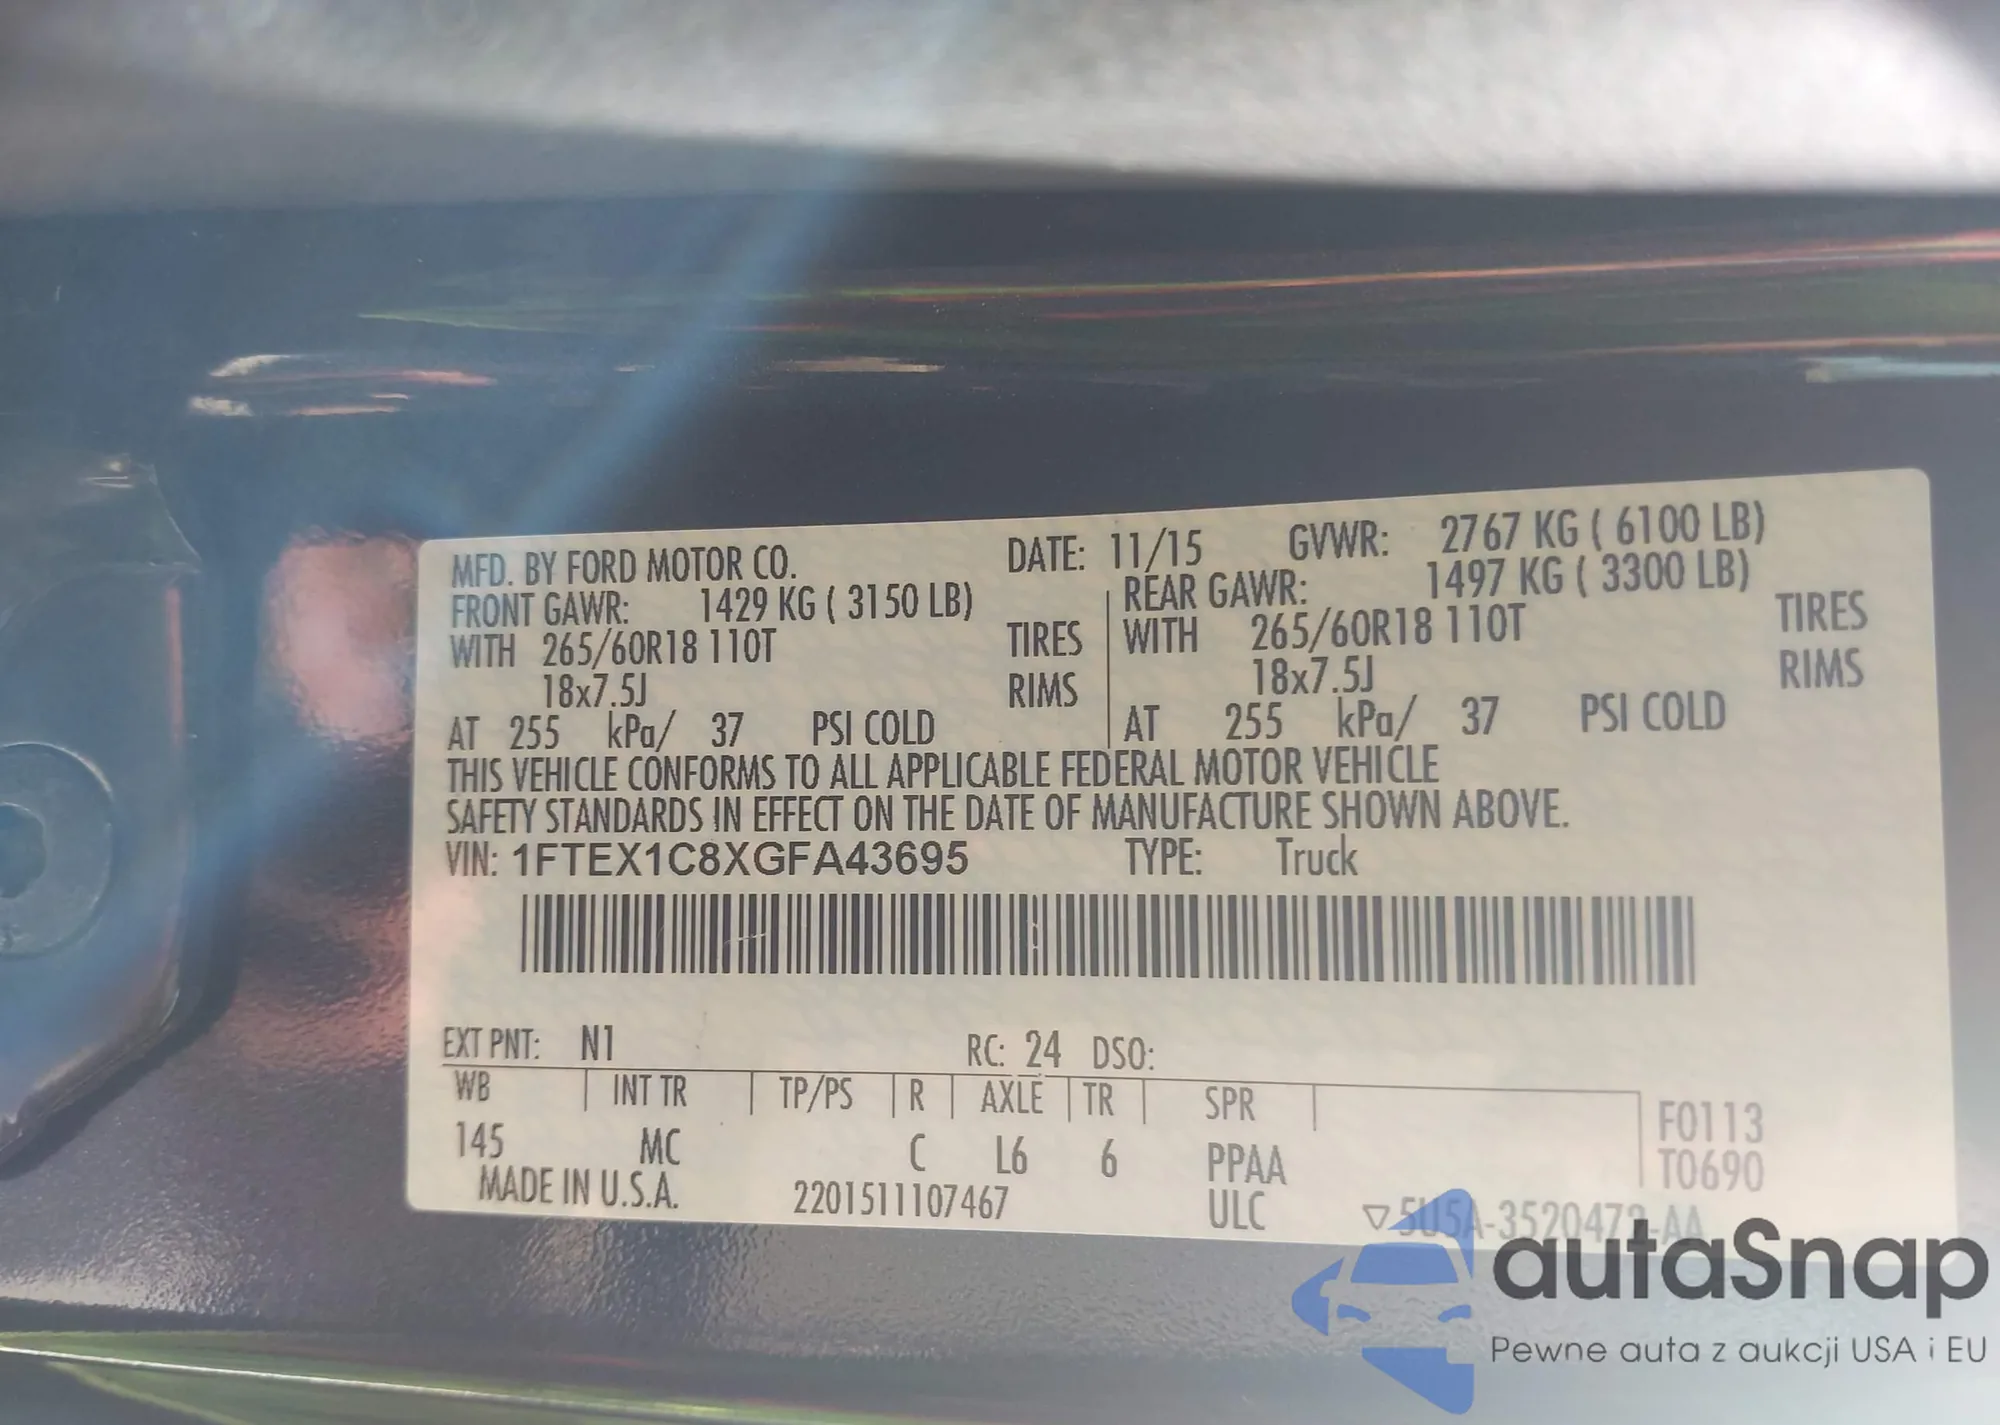 MFD. BY FORD MOTOR CO. DATE: 11/15 GVWR: 2767 KG ( 6100 LB)
FRONT GAWR: 1429 KG ( 3150 LB) REAR GAWR: 1497 KG ( 3300 LB)
WITH 265/60R18 110T TIRES WITH 265/60R18 110T TIRES
18x7.5J RIMS 18x7.5J RIMS
AT 255 kPa/ 37 PSI COLD AT 255 kPa/ 37 PSI COLD
THIS VEHICLE CONFORMS TO ALL APPLICABLE FEDERAL MOTOR VEHICLE
SAFETY STANDARDS IN EFFECT ON THE DATE OF MANUFACTURE SHOWN ABOVE.
VIN: 1FTEX1C8XGFA43695 TYPE: Truck
EXT PNT: N1 RC: 24 DSO:
WB INT TR TP/PS R AXLE TR SPR F0113
145 MC C L6 6 PPAA T0690
MADE IN U.S.A. 2201511107467 ULC
autaSnap
Pewne auta z aukcji USA i EU